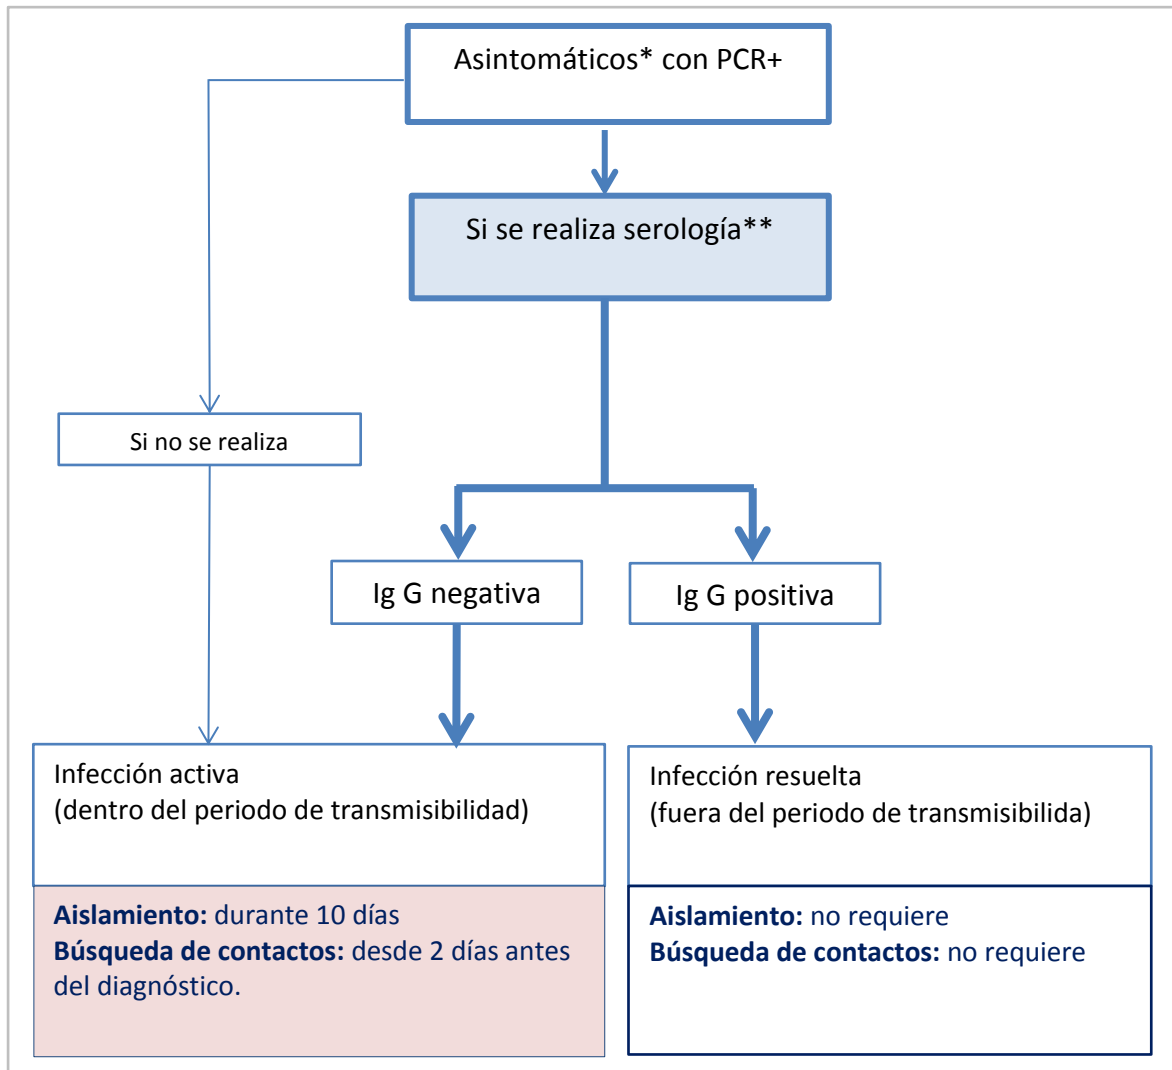 Asintomáticos* con PCR+
Si se realiza serología**
Si no se realiza
Ig G negativa
Ig G positiva
Infección activa
(dentro del periodo de transmisibilidad)
Aislamiento: durante 10 días
Búsqueda de contactos: desde 2 días antes
del diagnóstico.
Infección resuelta
(fuera del periodo de transmisibilida)
Aislamiento: no requiere
Búsqueda de contactos: no requiere